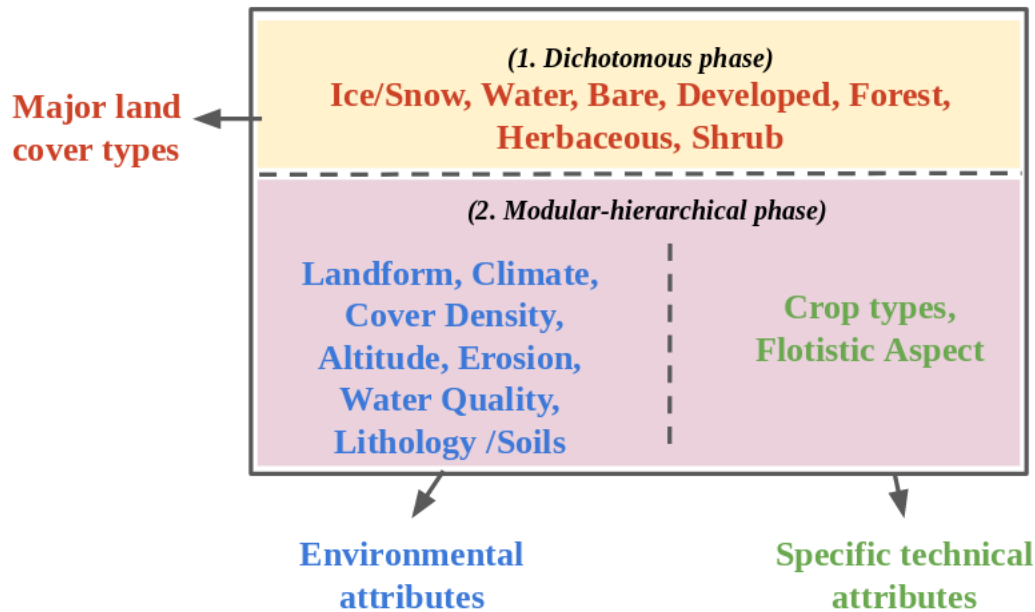 (1. Dichotomous phase)
Ice/Snow, Water, Bare, Developed, Forest,
Herbaceous, Shrub
Major land
cover types
(2. Modular-hierarchical phase)
Landform, Climate,
Cover Density,
Altitude, Erosion,
Water Quality,
Lithology /Soils
Crop types,
Flotistic Aspect
Environmental
attributes
Specific technical
attributes